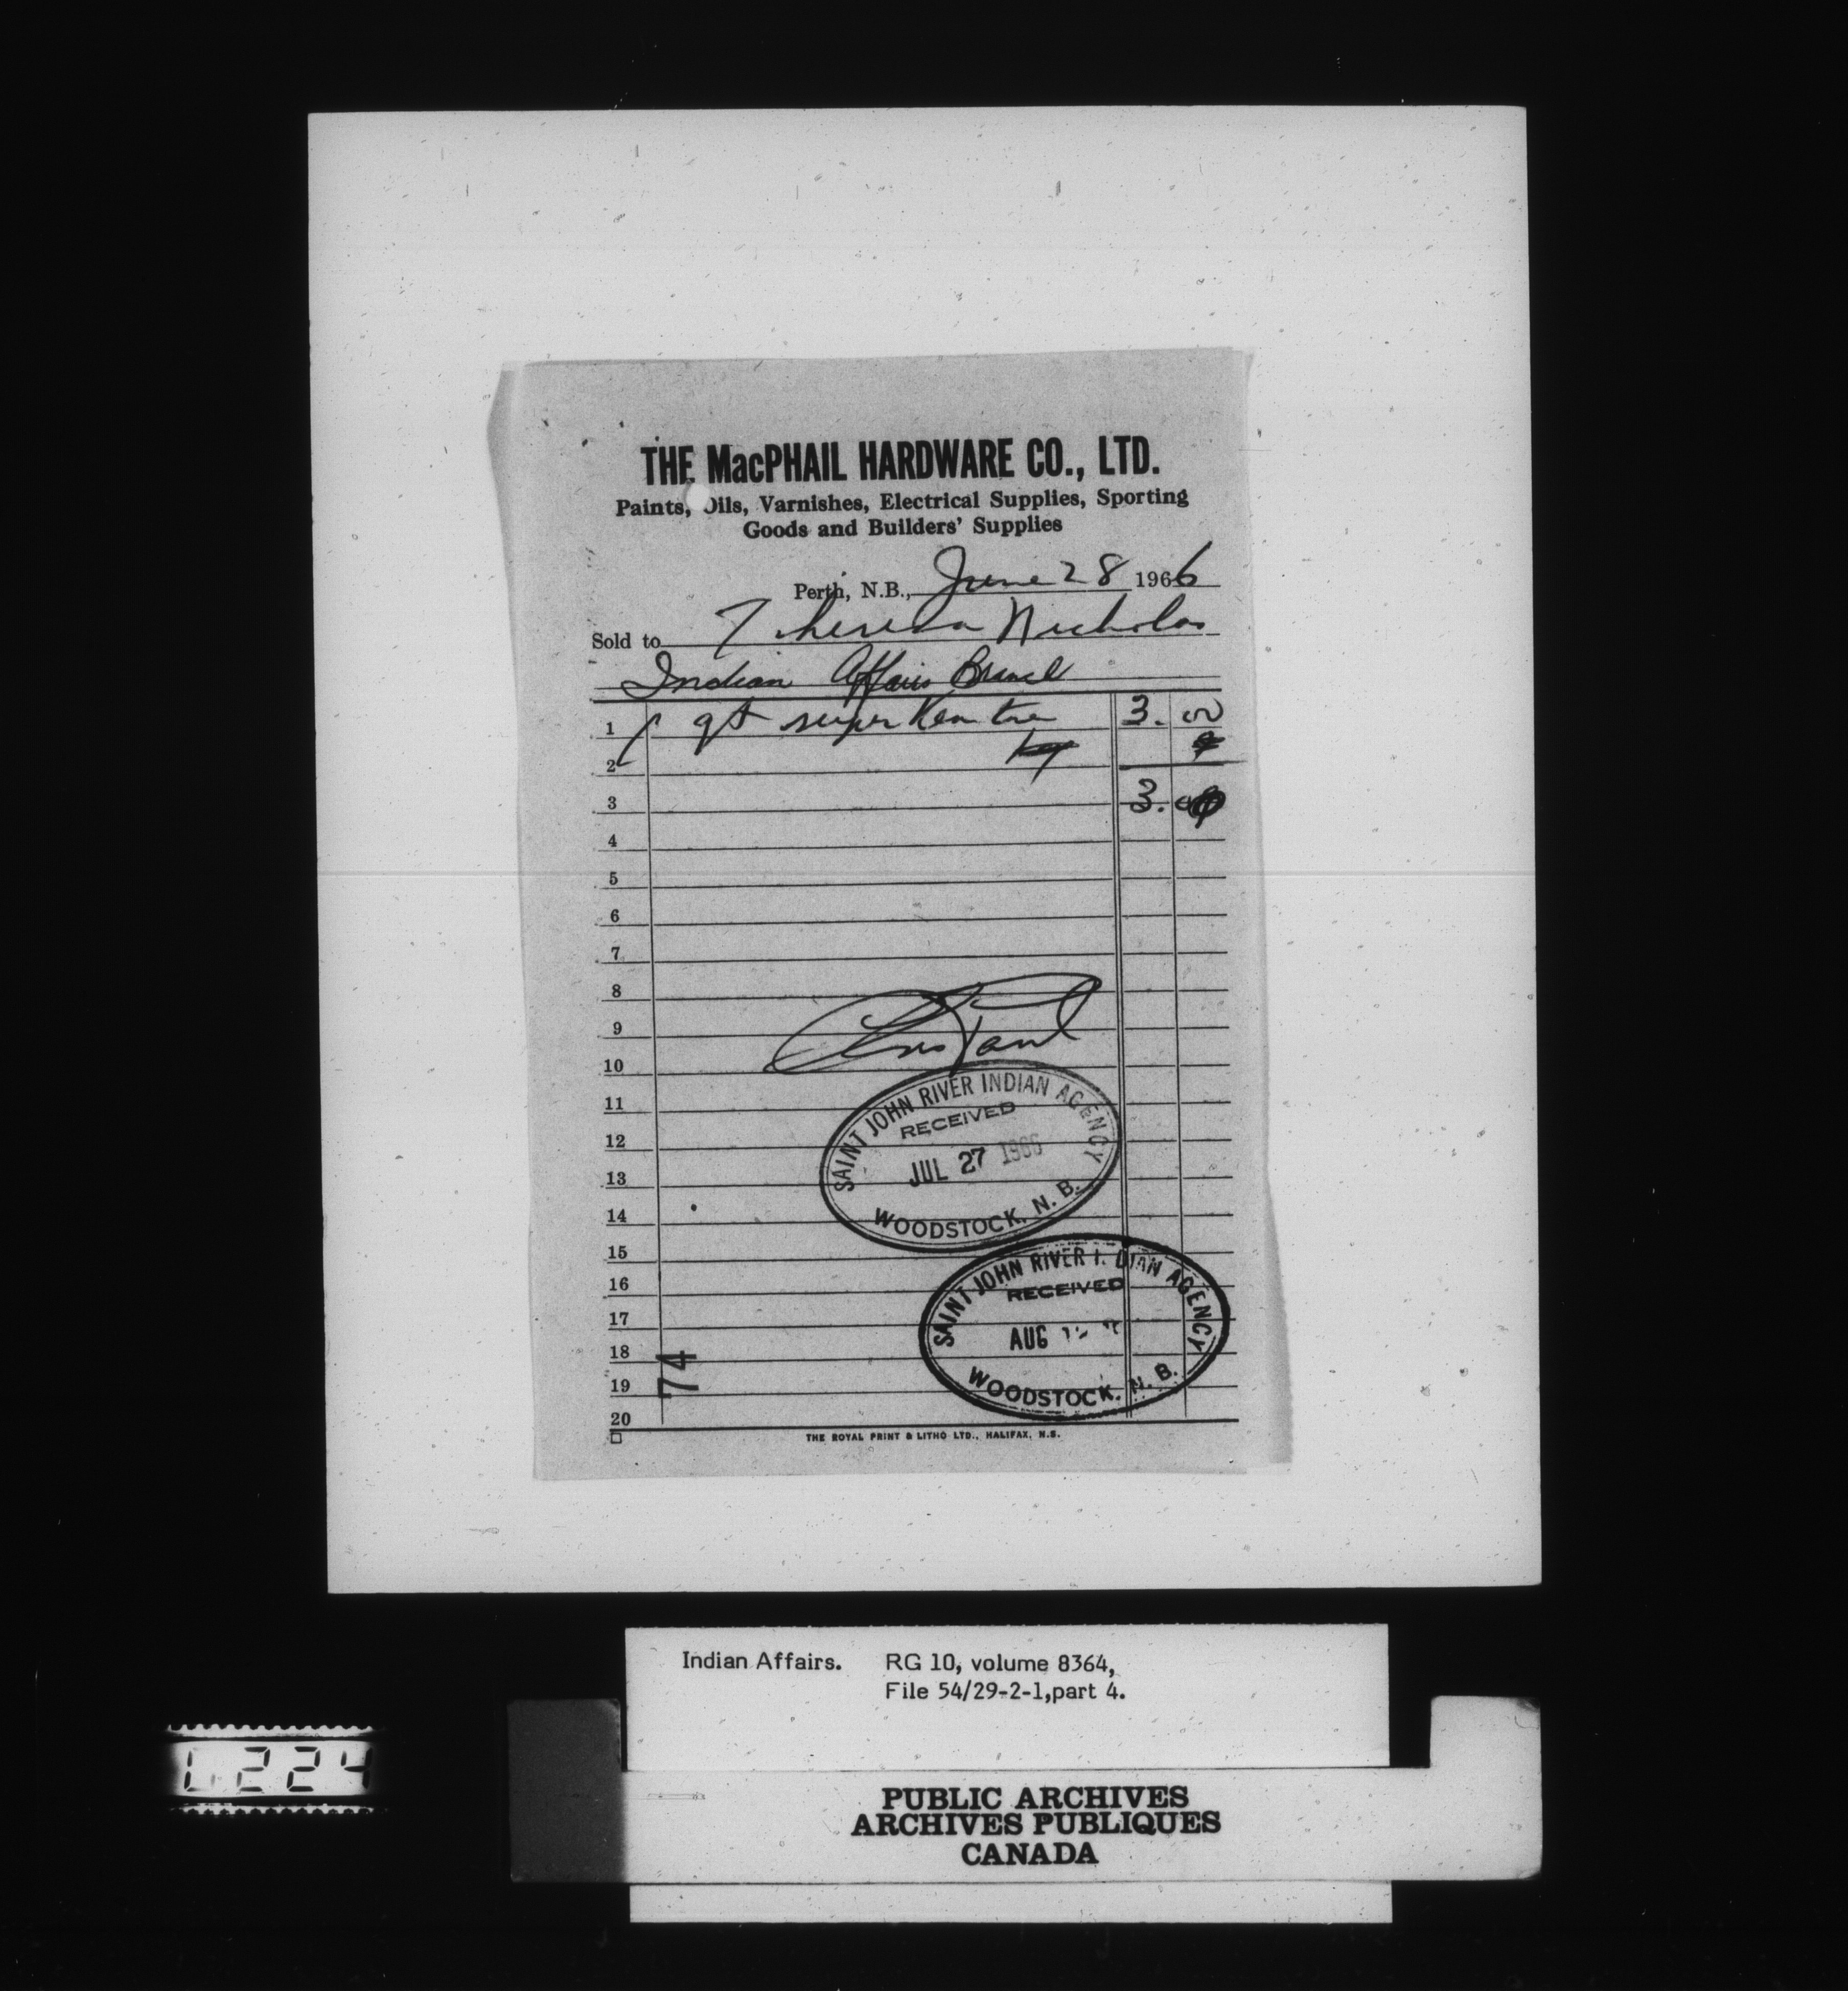 THE MacPHAIL HARDWARE CO., LTD.
Paints, Oils, Varnishes, Electrical Supplies, Sporting
Goods and Builders' Supplies
Perth, N.B., June 28 1966
Sold to Theresa Nicholas
Indian Affairs Branch
1 1 qt super Kem tone 3.
2
3 3.
4
5
6
7
8
9
10
SAINT JOHN RIVER INDIAN AGENCY
RECEIVED
JUL 27 1966
WOODSTOCK, N. B.
11
12
13
14
15
SAINT JOHN RIVER I. DIAN AGENCY
RECEIVED
AUG
WOODSTOCK, N. B.
16
17
18
19
20
74
THE ROYAL PRINT & LITHO LTD., HALIFAX, N.S.
Indian Affairs. RG 10, volume 8364,
File 54/29-2-1,part 4.
L 224
PUBLIC ARCHIVES
ARCHIVES PUBLIQUES
CANADA